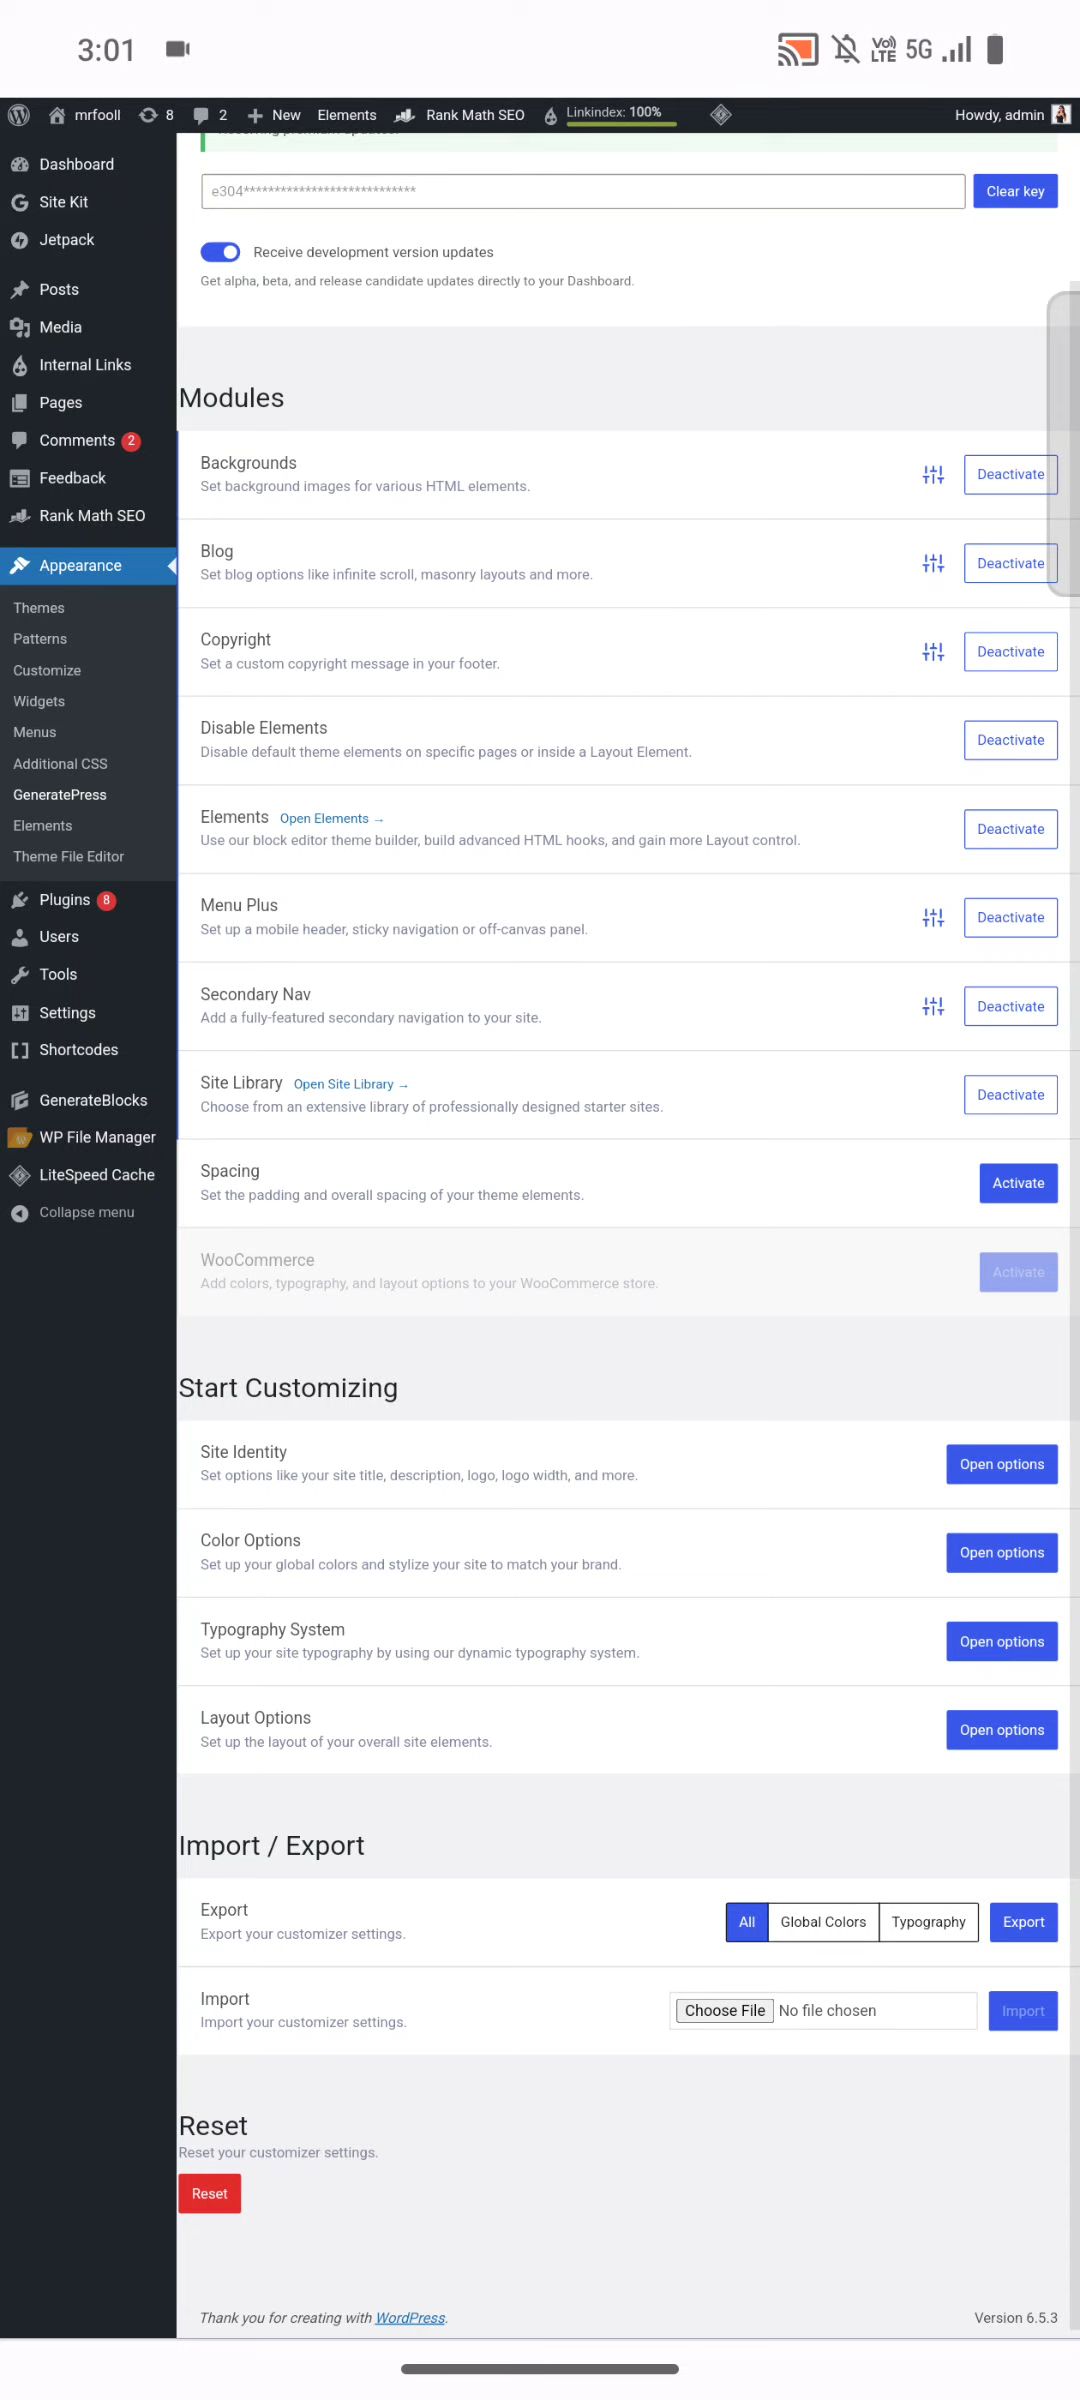 3:01
VoLTE 5G
mrfooll 8 2 New Elements Rank Math SEO Linkindex: 100% Howdy, admin
Dashboard
Site Kit
Jetpack
Posts
Media
Internal Links
Pages
Comments 2
Feedback
Rank Math SEO
Appearance
Themes
Patterns
Customize
Widgets
Menus
Additional CSS
GeneratePress
Elements
Theme File Editor
Plugins 8
Users
Tools
Settings
Shortcodes
GenerateBlocks
WP File Manager
LiteSpeed Cache
Collapse menu
e304****************************
Clear key
Receive development version updates
Get alpha, beta, and release candidate updates directly to your Dashboard.
Modules
Backgrounds
Set background images for various HTML elements.
Deactivate
Blog
Set blog options like infinite scroll, masonry layouts and more.
Deactivate
Copyright
Set a custom copyright message in your footer.
Deactivate
Disable Elements
Disable default theme elements on specific pages or inside a Layout Element.
Deactivate
Elements Open Elements →
Use our block editor theme builder, build advanced HTML hooks, and gain more Layout control.
Deactivate
Menu Plus
Set up a mobile header, sticky navigation or off-canvas panel.
Deactivate
Secondary Nav
Add a fully-featured secondary navigation to your site.
Deactivate
Site Library Open Site Library →
Choose from an extensive library of professionally designed starter sites.
Deactivate
Spacing
Set the padding and overall spacing of your theme elements.
Activate
WooCommerce
Add colors, typography, and layout options to your WooCommerce store.
Activate
Start Customizing
Site Identity
Set options like your site title, description, logo, logo width, and more.
Open options
Color Options
Set up your global colors and stylize your site to match your brand.
Open options
Typography System
Set up your site typography by using our dynamic typography system.
Open options
Layout Options
Set up the layout of your overall site elements.
Open options
Import / Export
Export
Export your customizer settings.
All Global Colors Typography Export
Import
Import your customizer settings.
Choose File No file chosen Import
Reset
Reset your customizer settings.
Reset
Thank you for creating with WordPress.
Version 6.5.3